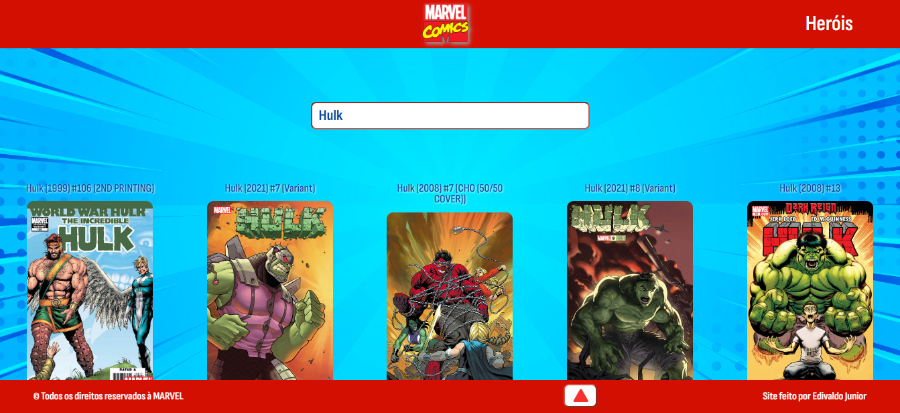 MARVEL
COMICS
Heróis
Hulk
Hulk (1999) #106 (2ND PRINTING)
Hulk (2021) #7 (Variant)
Hulk (2008) #7 (CHO (50/50
COVER))
Hulk (2021) #8 (Variant)
Hulk (2008) #13
WORLD WAR HULK
THE INCREDIBLE
HULK
MARVEL
HULK
HULK
DARK REIGN
HULK
© Todos os direitos reservados à MARVEL
Site feito por Edivaldo Junior